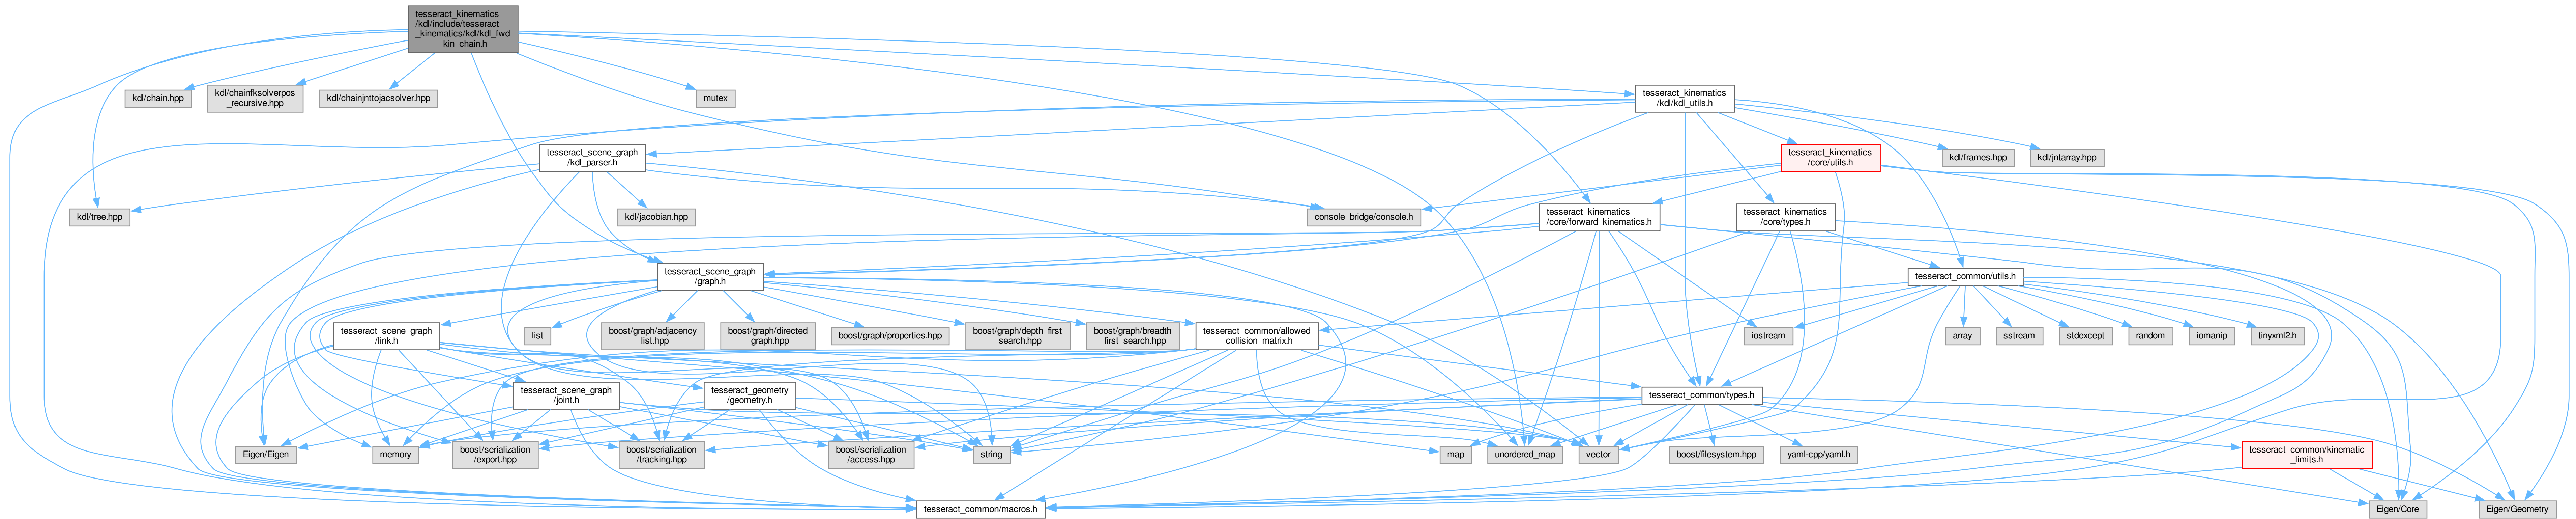 tesseract_kinematics
/kdl/include/tesseract
_kinematics/kdl/kdl_fwd
_kin_chain.h
kdl/chain.hpp
kdl/chainfksolverpos
_recursive.hpp
kdl/chainjnttojacsolver.hpp
mutex
tesseract_kinematics
/kdl/kdl_utils.h
tesseract_scene_graph
/kdl_parser.h
tesseract_kinematics
/core/utils.h
kdl/frames.hpp
kdl/jntarray.hpp
kdl/tree.hpp
kdl/jacobian.hpp
console_bridge/console.h
tesseract_kinematics
/core/forward_kinematics.h
tesseract_kinematics
/core/types.h
tesseract_scene_graph
/graph.h
tesseract_common/utils.h
tesseract_scene_graph
/link.h
list
boost/graph/adjacency
_list.hpp
boost/graph/directed
_graph.hpp
boost/graph/properties.hpp
boost/graph/depth_first
_search.hpp
boost/graph/breadth
_first_search.hpp
tesseract_common/allowed
_collision_matrix.h
iostream
array
sstream
stdexcept
random
iomanip
tinyxml2.h
tesseract_scene_graph
/joint.h
tesseract_geometry
/geometry.h
tesseract_common/types.h
Eigen/Eigen
memory
boost/serialization
/export.hpp
boost/serialization
/tracking.hpp
boost/serialization
/access.hpp
string
map
unordered_map
vector
boost/filesystem.hpp
yaml-cpp/yaml.h
tesseract_common/kinematic
_limits.h
tesseract_common/macros.h
Eigen/Core
Eigen/Geometry